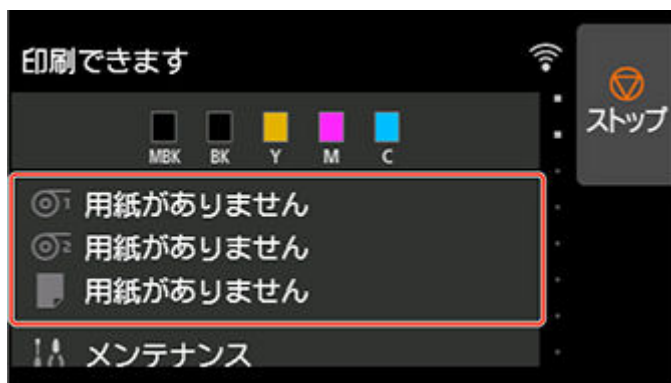 印刷できます
ストップ
MBK BK Y M C
1 用紙がありません
2 用紙がありません
用紙がありません
メンテナンス